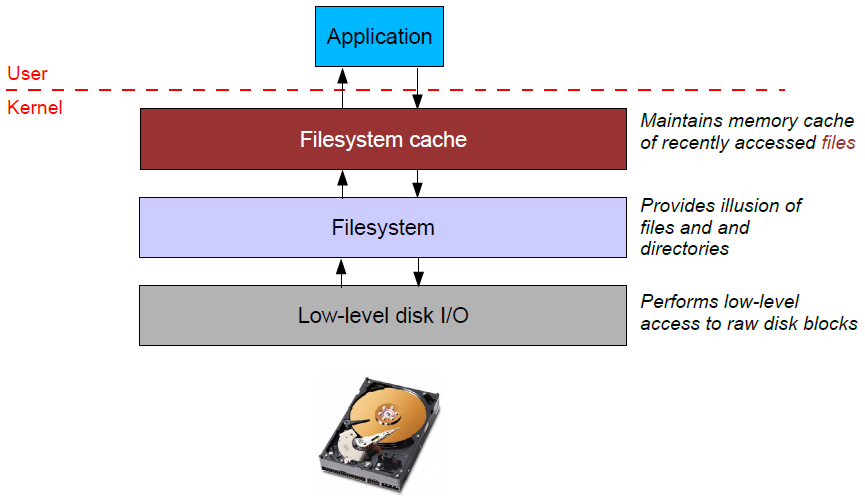 Application
User
Kernel
Filesystem cache
Maintains memory cache
of recently accessed files
Filesystem
Provides illusion of
files and and
directories
Low-level disk I/O
Performs low-level
access to raw disk blocks